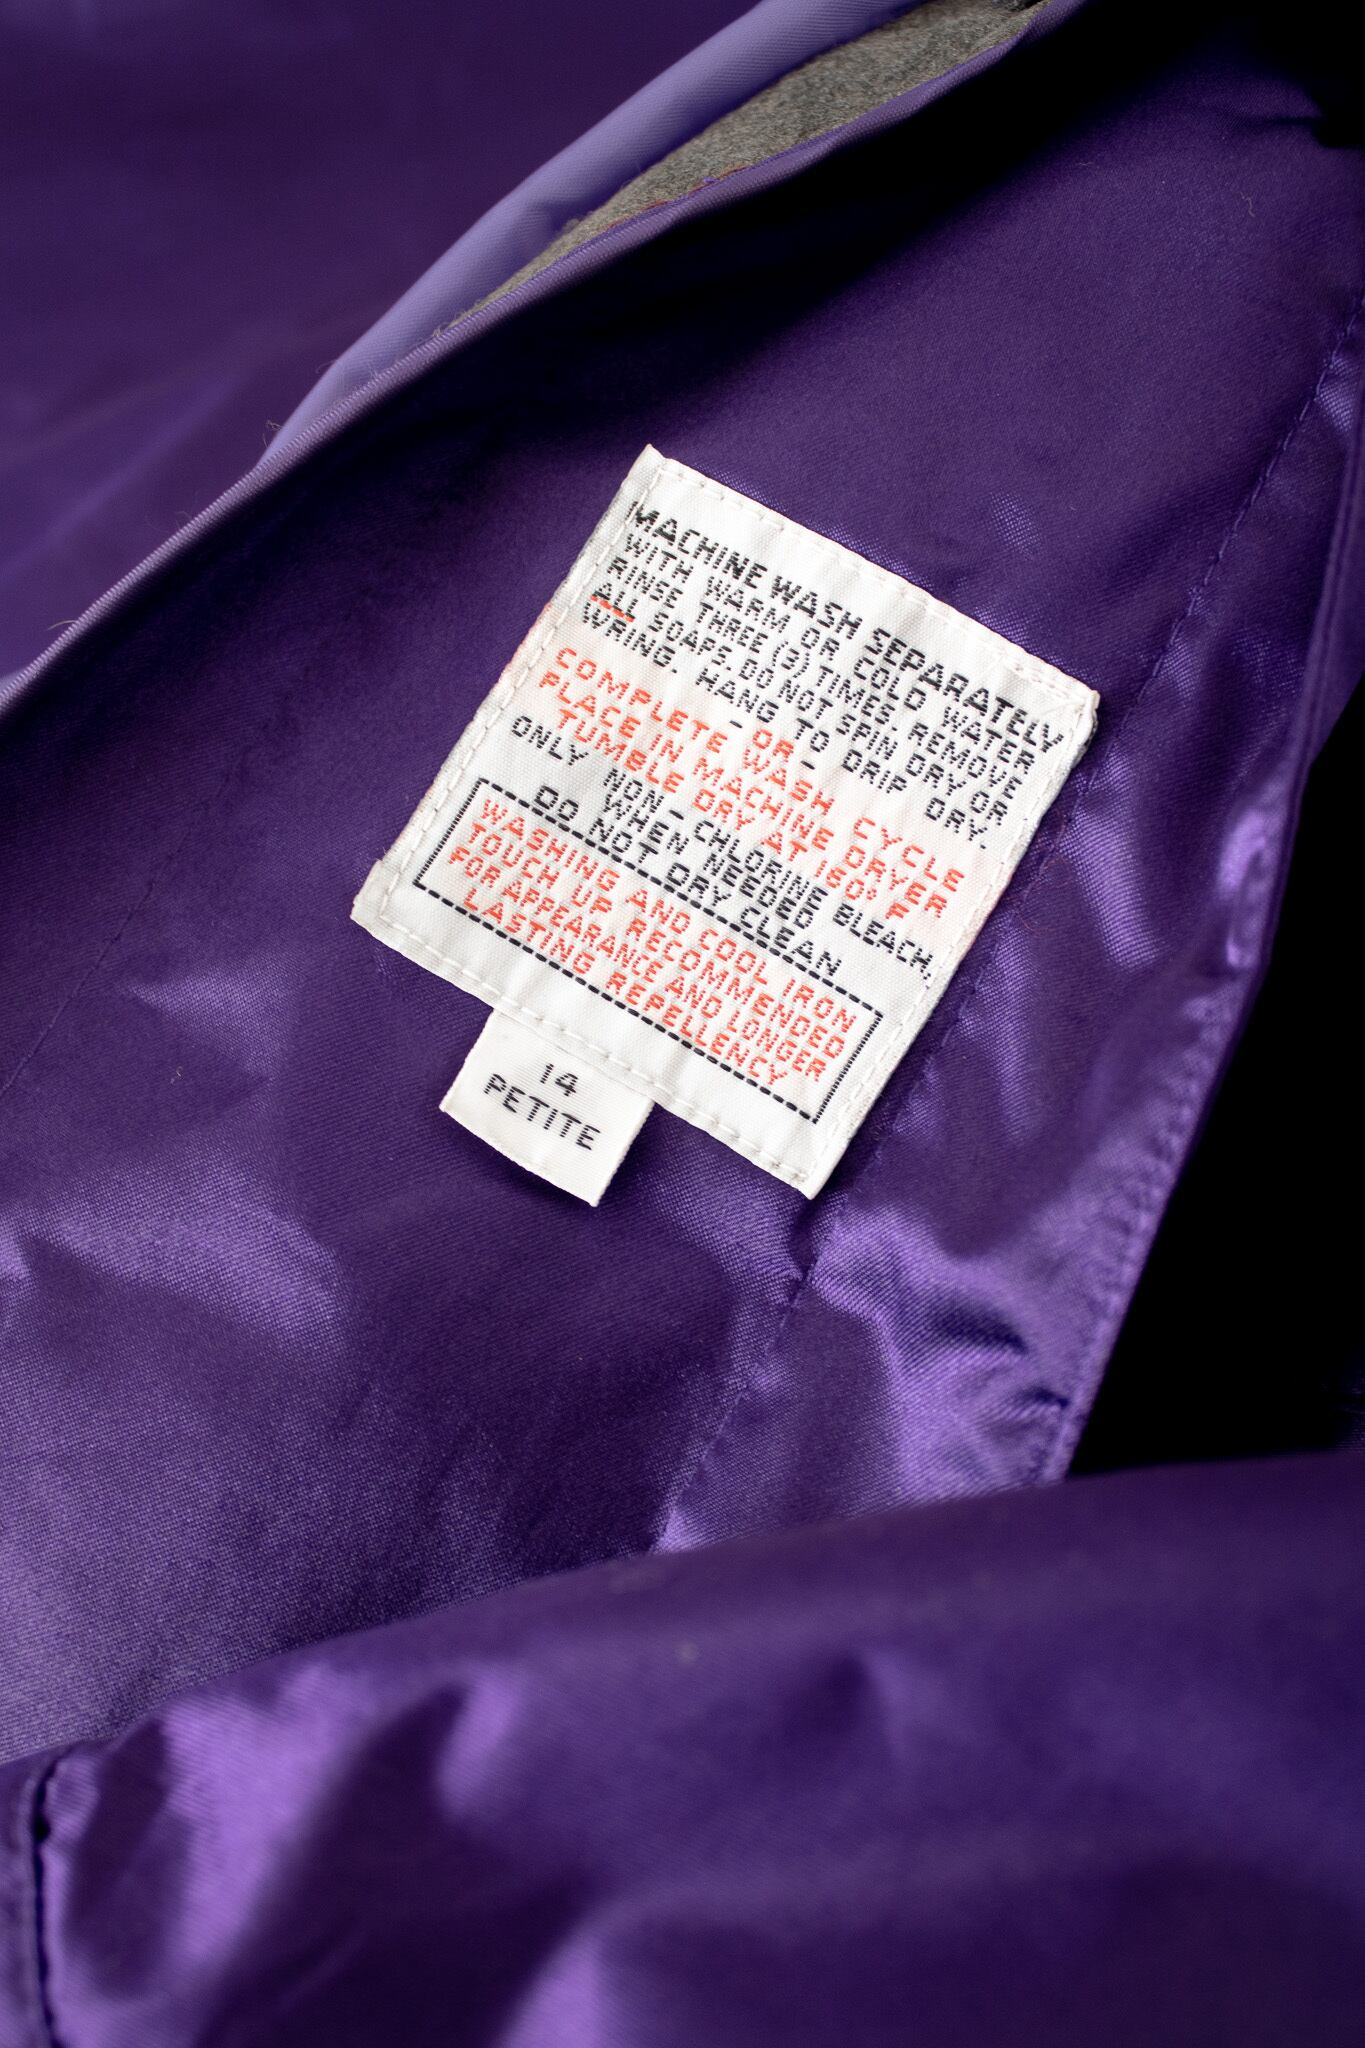 MACHINE WASH SEPARATELY
WITH WARM OR COLD WATER
RINSE THREE (3) TIMES. REMOVE
ALL SOAPS. DO NOT SPIN DRY OR
WRING. HANG TO DRIP DRY.
- OR -
COMPLETE WASH CYCLE
PLACE IN MACHINE DRYER
TUMBLE DRY AT 160° F
ONLY NON-CHLORINE BLEACH,
WHEN NEEDED
DO NOT DRY CLEAN
WASHING AND COOL IRON
TOUCH UP RECOMMENDED
FOR APPEARANCE AND LONGER
LASTING REPELLENCY
14
PETITE